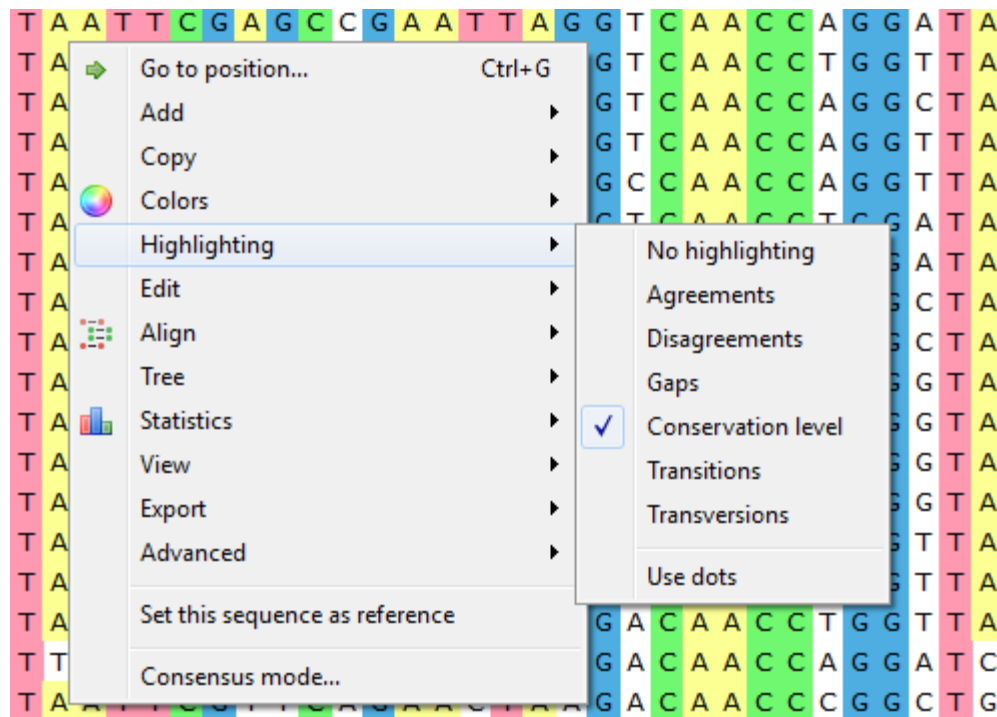 T A A T T C G A G C C G A A T T A G G T C A A C C A G G A T A
T A Go to position... Ctrl+G G T C A A C C T G G T T A
T A Add G T C A A C C A G G C T A
T A Copy G T C A A C C A G G T T A
T A Colors G C C A A C C A G G T T A
T A Highlighting A T A
T A No highlighting A T A
T A Edit Agreements C T A
T A Align Disagreements C T A
T A Tree Gaps G T A
T A Statistics Conservation level G T A
T A View Transitions G T A
T A Export Transversions G T A
T A Advanced T T A
T A Use dots T T A
T A Set this sequence as reference G A C A A C C T G G T T A
T T G A C A A C C A G G A T C
Consensus mode...
T A G A C A A C C C G G C T G